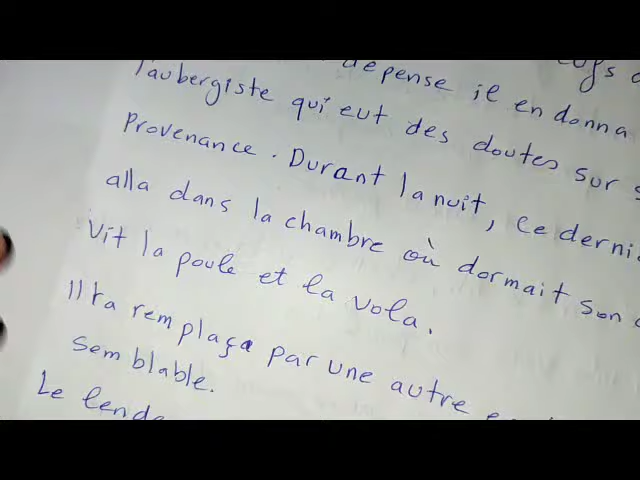 dépense il en donna
l'aubergiste qui eut des doutes sur
Provenance. Durant la nuit, Ce
alla dans la chambre où dormait son
Vit la poule et la vola.
Il la remplaça par une autre
semblable.
Le